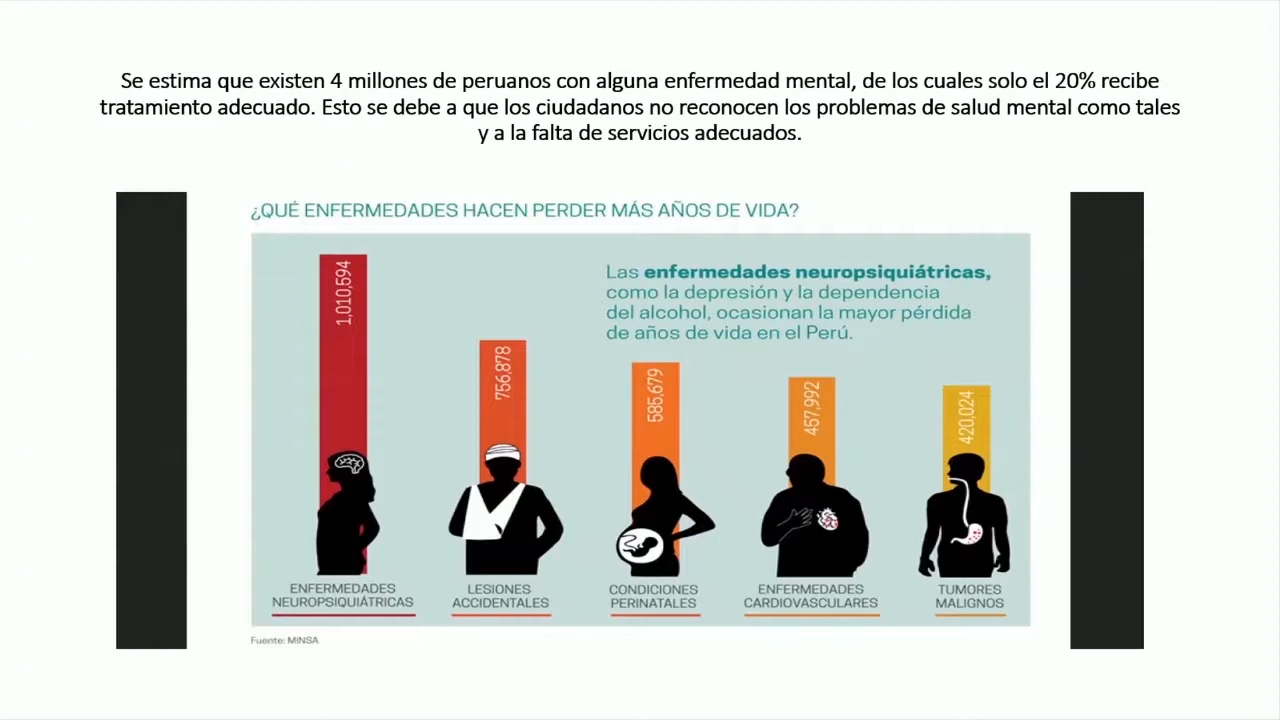 Se estima que existen 4 millones de peruanos con alguna enfermedad mental, de los cuales solo el 20% recibe
tratamiento adecuado. Esto se debe a que los ciudadanos no reconocen los problemas de salud mental como tales
y a la falta de servicios adecuados.
¿QUÉ ENFERMEDADES HACEN PERDER MÁS AÑOS DE VIDA?
Las enfermedades neuropsiquiátricas,
como la depresión y la dependencia
del alcohol, ocasionan la mayor pérdida
de años de vida en el Perú.
1,010,594
756,878
585,679
457,992
420,024
ENFERMEDADES
NEUROPSIQUIÁTRICAS
LESIONES
ACCIDENTALES
CONDICIONES
PERINATALES
ENFERMEDADES
CARDIOVASCULARES
TUMORES
MALIGNOS
Fuente: MINSA